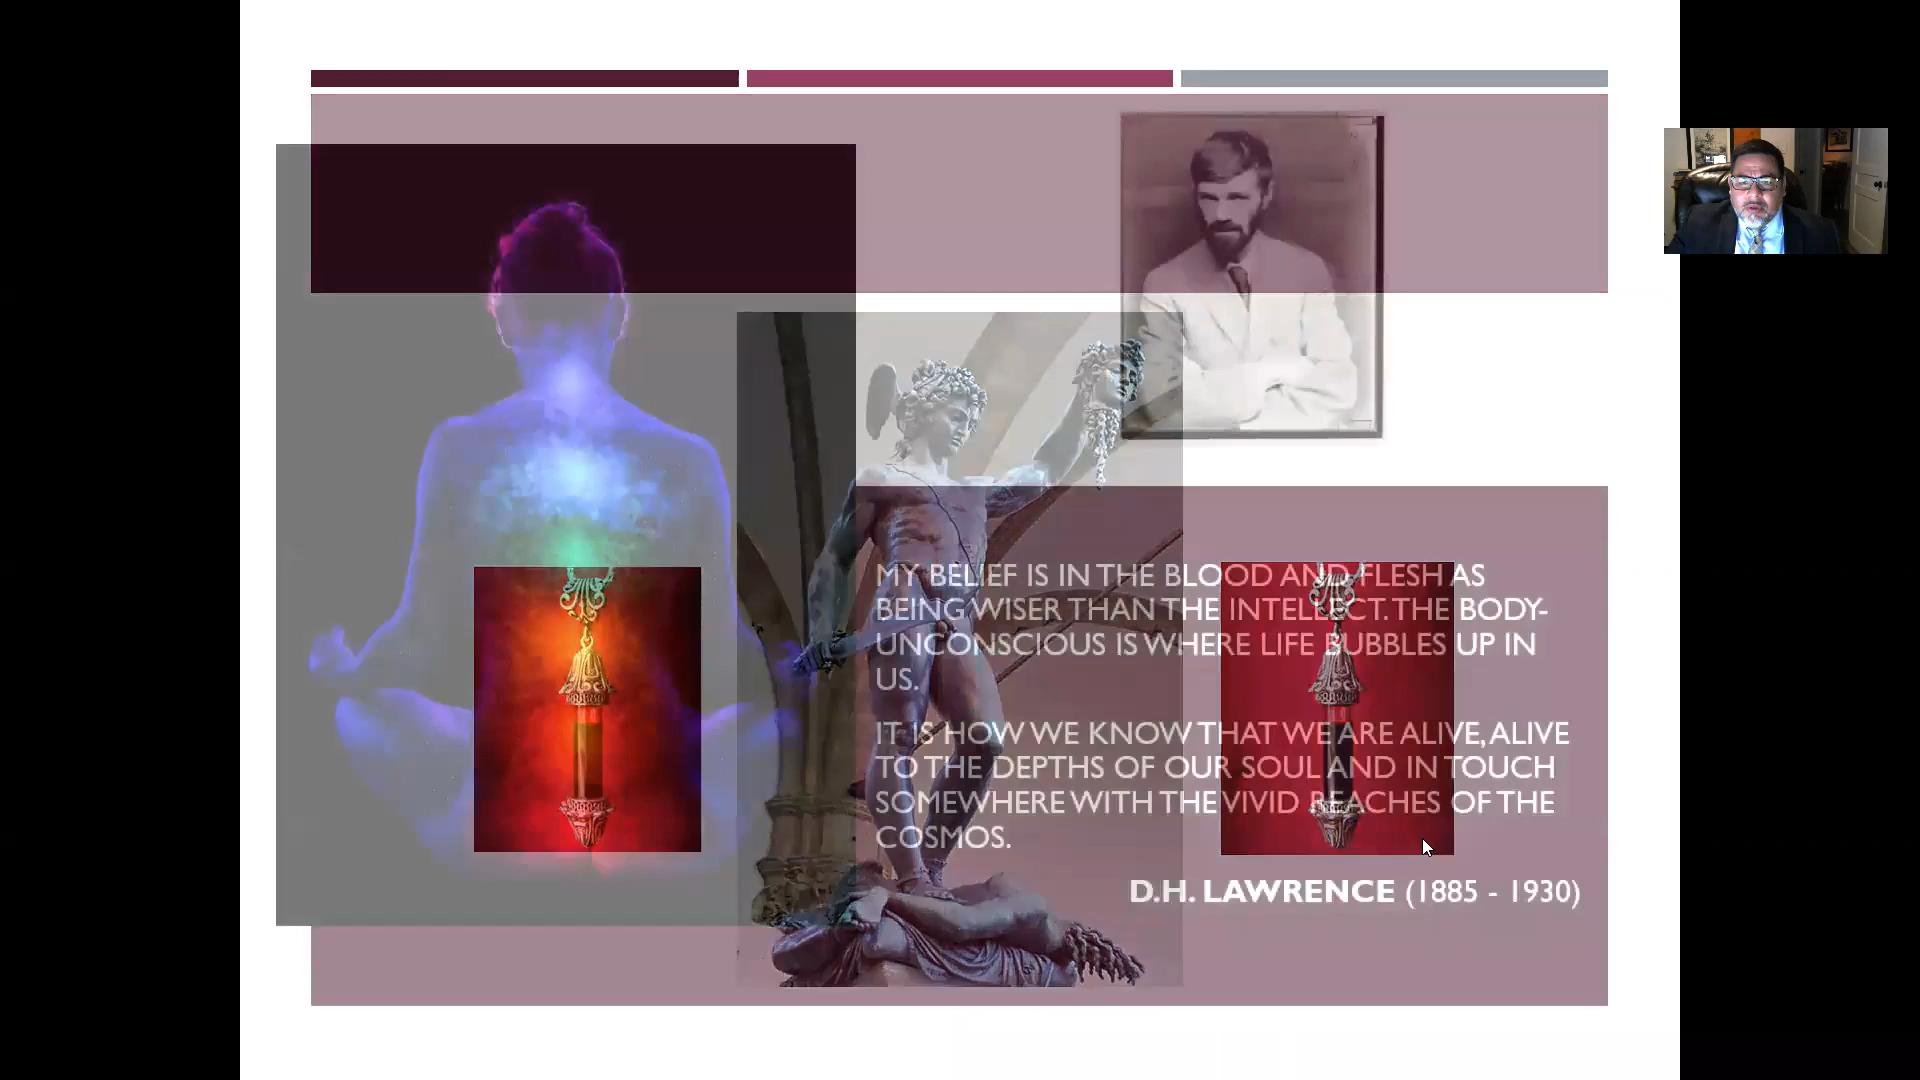 MY BELIEF IS IN THE BLOOD AND FLESH AS
BEING WISER THAN THE INTELLECT. THE BODY-
UNCONSCIOUS IS WHERE LIFE BUBBLES UP IN
US.
IT IS HOW WE KNOW THAT WE ARE ALIVE, ALIVE
TO THE DEPTHS OF OUR SOUL AND IN TOUCH
SOMEWHERE WITH THE VIVID REACHES OF THE
COSMOS.
D.H. LAWRENCE (1885 - 1930)